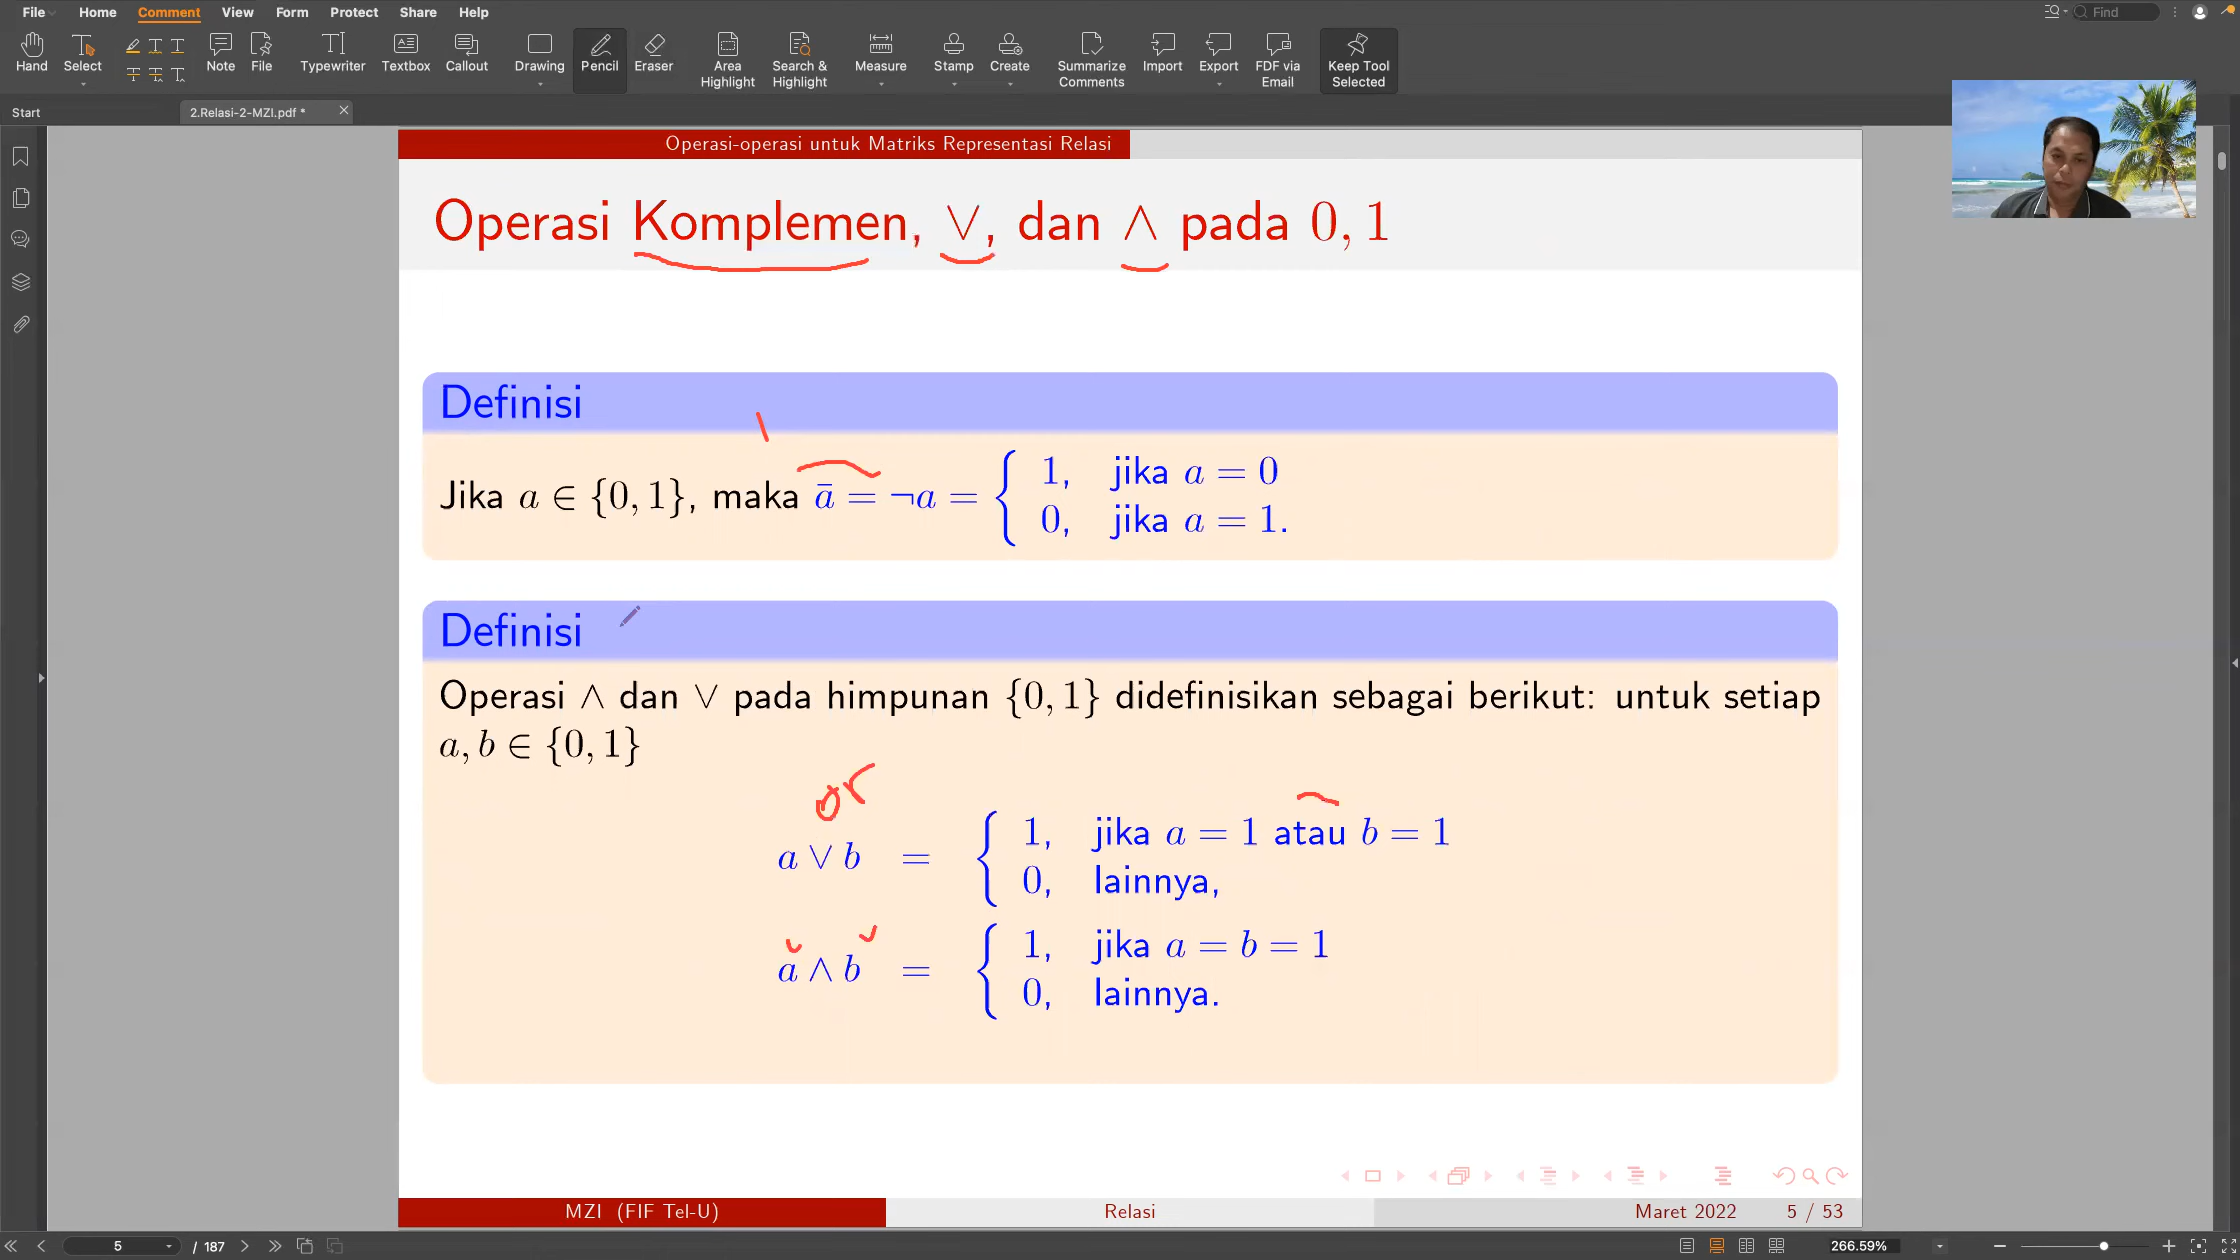 File Home Comment View Form Protect Share Help Find
Hand Select Note File Typewriter Textbox Callout Drawing Pencil Eraser Area Highlight Search & Highlight Measure Stamp Create Summarize Comments Import Export FDF via Email Keep Tool Selected
Start 2.Relasi-2-MZI.pdf *
Operasi-operasi untuk Matriks Representasi Relasi
Operasi Komplemen, ∨, dan ∧ pada 0, 1
Definisi
Jika a ∈ {0, 1}, maka ā = ¬a = { 1, jika a = 0
0, jika a = 1.
Definisi
Operasi ∧ dan ∨ pada himpunan {0, 1} didefinisikan sebagai berikut: untuk setiap
a, b ∈ {0, 1}
or
a ∨ b = { 1, jika a = 1 atau b = 1
0, lainnya,
a ∧ b = { 1, jika a = b = 1
0, lainnya.
MZI (FIF Tel-U) Relasi Maret 2022 5 / 53
5 / 187 266.59%